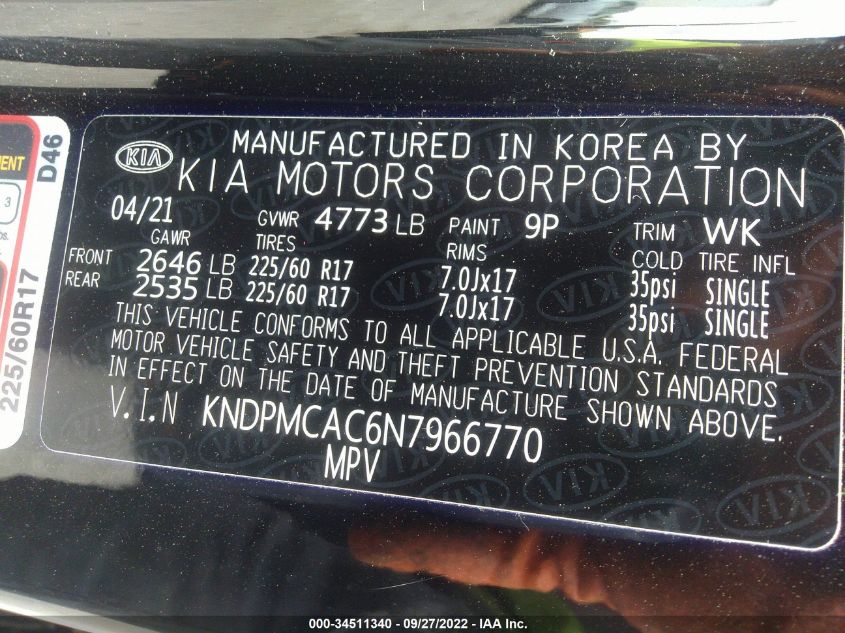 KIA
MANUFACTURED IN KOREA BY
KIA MOTORS CORPORATION
04/21 GVWR 4773 LB PAINT 9P TRIM WK
GAWR TIRES RIMS COLD TIRE INFL
FRONT 2646 LB 225/60 R17 7.0Jx17 35psi SINGLE
REAR 2535 LB 225/60 R17 7.0Jx17 35psi SINGLE
THIS VEHICLE CONFORMS TO ALL APPLICABLE U.S.A. FEDERAL
MOTOR VEHICLE SAFETY AND THEFT PREVENTION STANDARDS
IN EFFECT ON THE DATE OF MANUFACTURE SHOWN ABOVE.
V.I.N KNDPMCAC6N7966770
MPV
D46
3
225/60R17
000-34511340 - 09/27/2022 - IAA Inc.